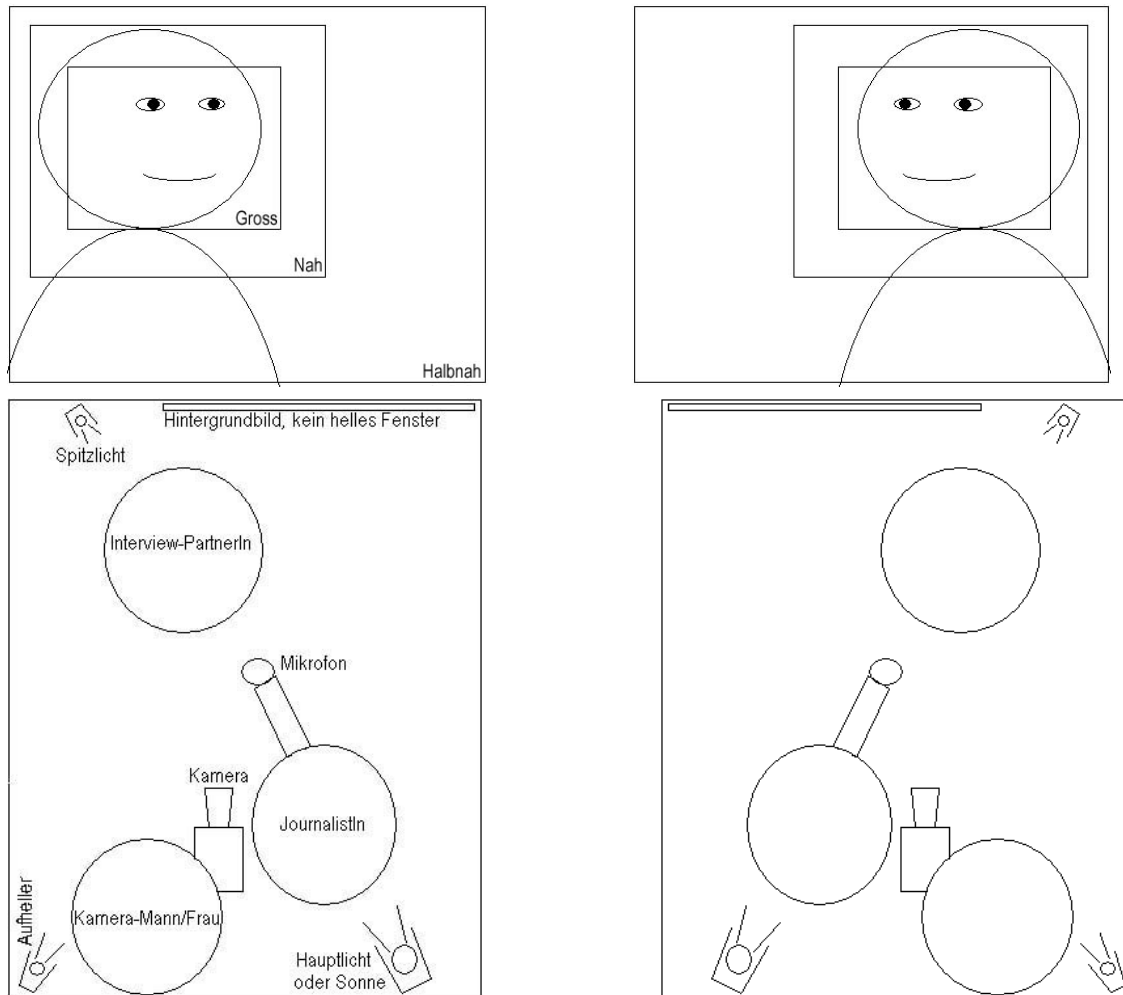 Gross
Nah
Halbnah
Hintergrundbild, kein helles Fenster
Spitzlicht
Interview-PartnerIn
Mikrofon
Kamera
JournalistIn
Kamera-Mann/Frau
Aufheller
Hauptlicht
oder Sonne